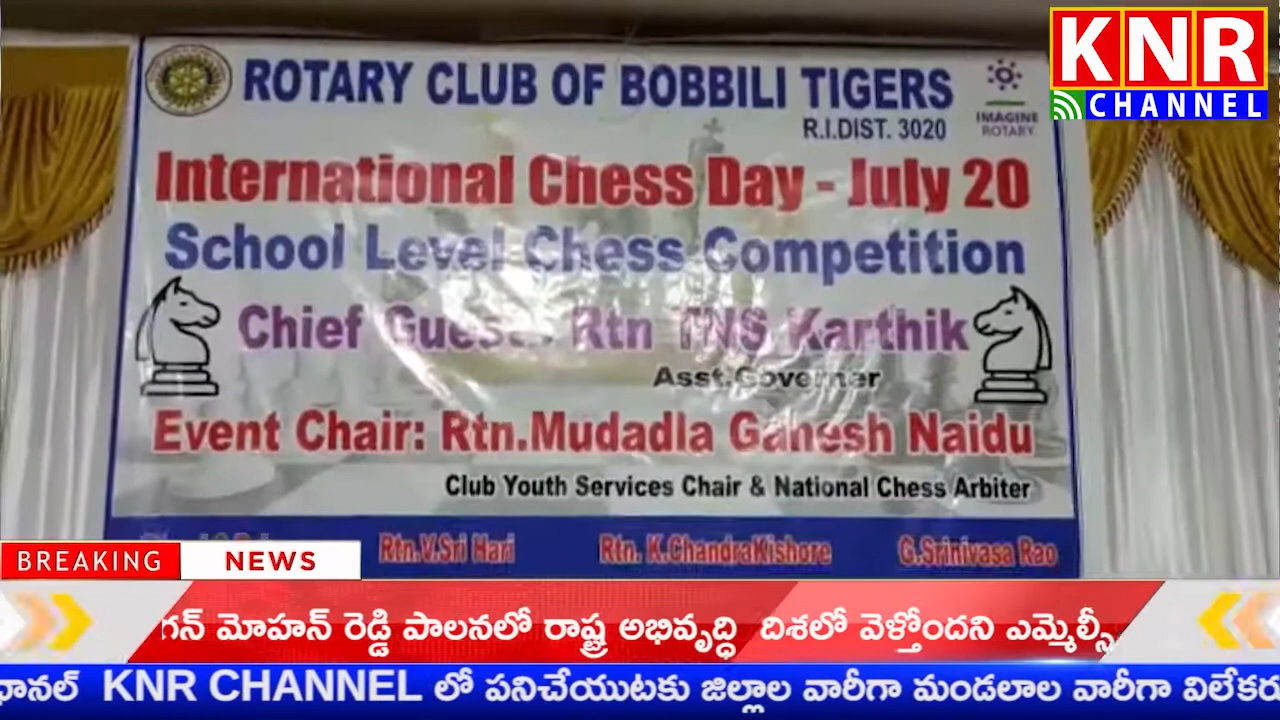 KNR
CHANNEL
ROTARY CLUB OF BOBBILI TIGERS
R.I.DIST. 3020
IMAGINE
ROTARY
International Chess Day - July 20
School Level Chess Competition
Chief Guest: Rtn TNS Karthik
Asst.Governer
Event Chair: Rtn.Mudadla Ganesh Naidu
Club Youth Services Chair & National Chess Arbiter
Rtn.V.Sri Hari Rtn. K.ChandraKishore G.Srinivasa Rao
BREAKING NEWS
గన్ మోహన్ రెడ్డి పాలనలో రాష్ట్ర అభివృద్ధి దిశలో వెళ్తోందని ఎమ్మెల్సీ
ఛానల్ KNR CHANNEL లో పనిచేయుటకు జిల్లాల వారీగా మండలాల వారీగా విలేకరు